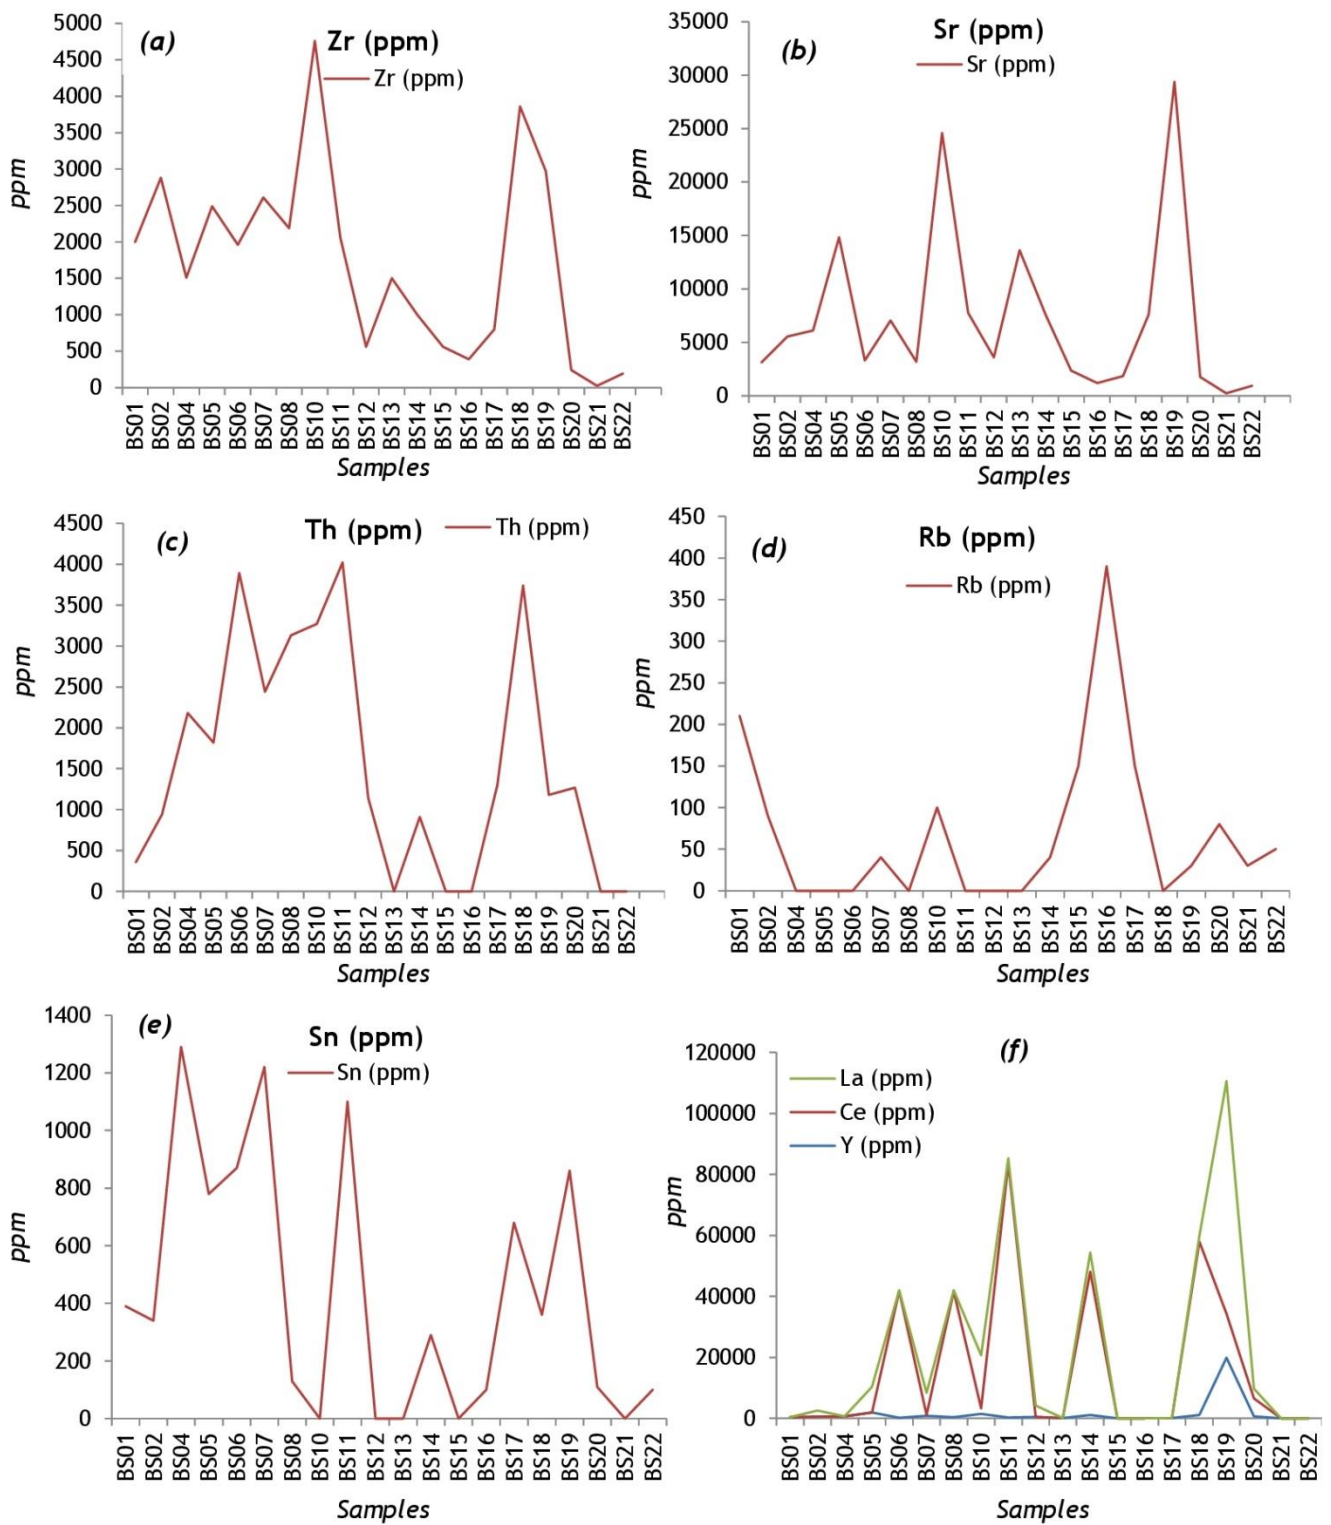 (a)
Zr (ppm)
Zr (ppm)
5000
4500
4000
3500
3000
2500
2000
1500
1000
500
0
ppm
BS01 BS02 BS04 BS05 BS06 BS07 BS08 BS10 BS11 BS12 BS13 BS14 BS15 BS16 BS17 BS18 BS19 BS20 BS21 BS22
Samples
(b)
Sr (ppm)
Sr (ppm)
35000
30000
25000
20000
15000
10000
5000
0
ppm
BS01 BS02 BS04 BS05 BS06 BS07 BS08 BS10 BS11 BS12 BS13 BS14 BS15 BS16 BS17 BS18 BS19 BS20 BS21 BS22
Samples
(c)
Th (ppm)
Th (ppm)
4500
4000
3500
3000
2500
2000
1500
1000
500
0
ppm
BS01 BS02 BS04 BS05 BS06 BS07 BS08 BS10 BS11 BS12 BS13 BS14 BS15 BS16 BS17 BS18 BS19 BS20 BS21 BS22
Samples
(d)
Rb (ppm)
Rb (ppm)
450
400
350
300
250
200
150
100
50
0
ppm
BS01 BS02 BS04 BS05 BS06 BS07 BS08 BS10 BS11 BS12 BS13 BS14 BS15 BS16 BS17 BS18 BS19 BS20 BS21 BS22
Samples
(e)
Sn (ppm)
Sn (ppm)
1400
1200
1000
800
600
400
200
0
ppm
BS01 BS02 BS04 BS05 BS06 BS07 BS08 BS10 BS11 BS12 BS13 BS14 BS15 BS16 BS17 BS18 BS19 BS20 BS21 BS22
Samples
(f)
La (ppm)
Ce (ppm)
Y (ppm)
120000
100000
80000
60000
40000
20000
0
ppm
BS01 BS02 BS04 BS05 BS06 BS07 BS08 BS10 BS11 BS12 BS13 BS14 BS15 BS16 BS17 BS18 BS19 BS20 BS21 BS22
Samples